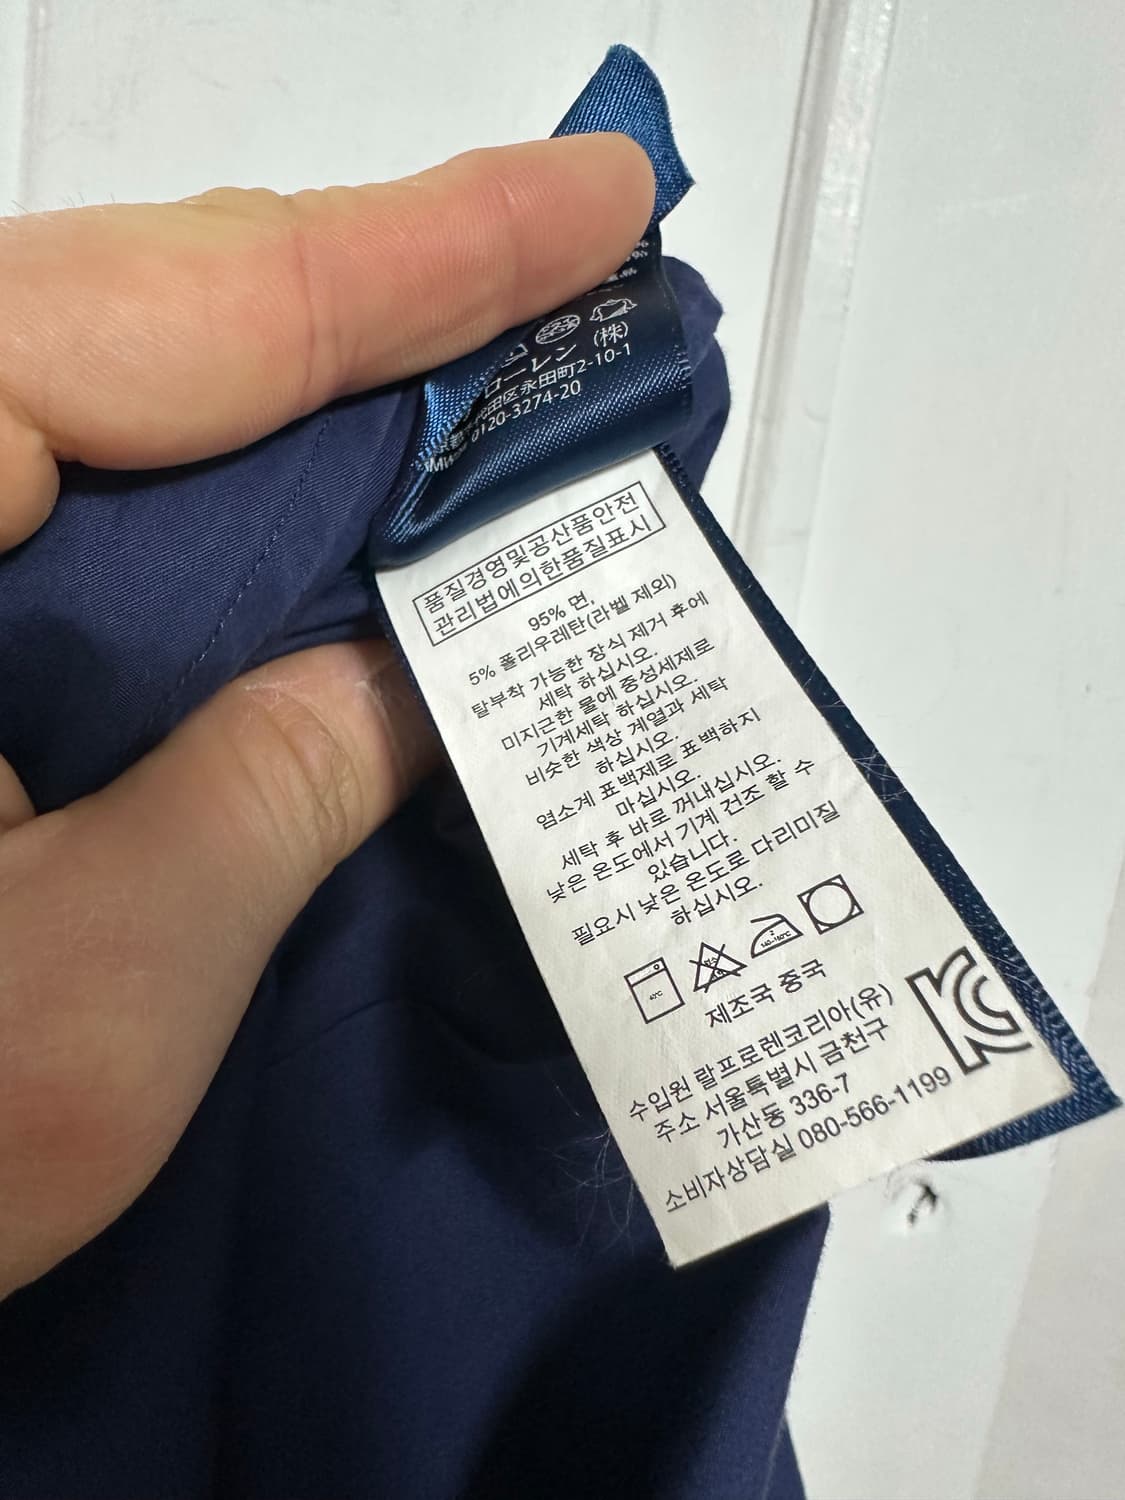 ローレン (株)
田区永田町2-10-1
0120-3274-20
품질경영및공산품안전
관리법에의한품질표시
95% 면,
5% 폴리우레탄(라벨 제외)
탈부착 가능한 장식 제거 후에
세탁 하십시오.
미지근한 물에 중성세제로
기계세탁 하십시오.
비슷한 색상 계열과 세탁
하십시오.
염소계 표백제로 표백하지
마십시오.
세탁 후 바로 꺼내십시오.
낮은 온도에서 기계 건조 할 수
있습니다.
필요시 낮은 온도로 다리미질
하십시오.
40℃
염소
2
140~160℃
제조국 중국
수입원 랄프로렌코리아(유)
주소 서울특별시 금천구
가산동 336-7
소비자상담실 080-566-1199